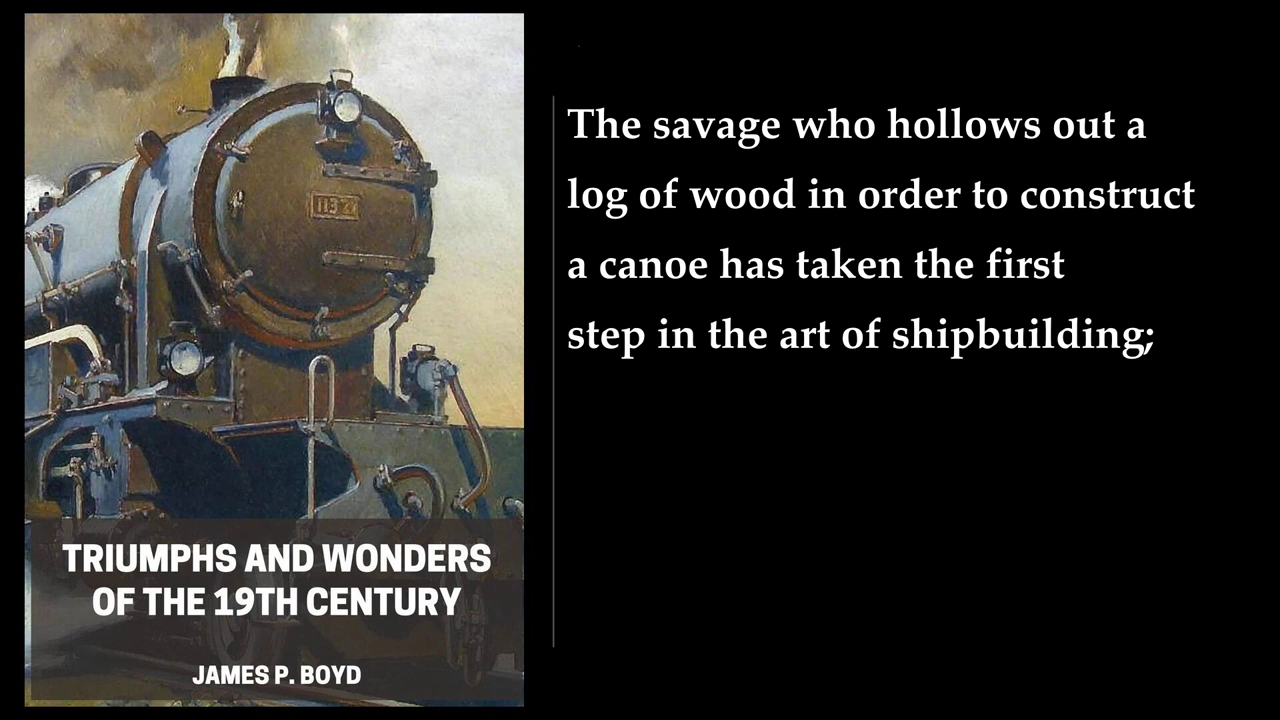 The savage who hollows out a
log of wood in order to construct
a canoe has taken the first
step in the art of shipbuilding;
TRIUMPHS AND WONDERS
OF THE 19TH CENTURY
JAMES P. BOYD